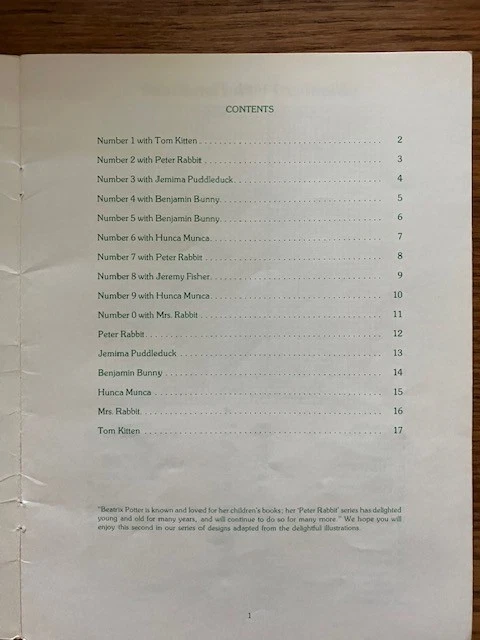 CONTENTS
Number 1 with Tom Kitten . . . . . . . . . . . . . . . . . . . . . . . . . . . . . . . . . 2
Number 2 with Peter Rabbit . . . . . . . . . . . . . . . . . . . . . . . . . . . . . . . . 3
Number 3 with Jemima Puddleduck. . . . . . . . . . . . . . . . . . . . . . . . . . . 4
Number 4 with Benjamin Bunny. . . . . . . . . . . . . . . . . . . . . . . . . . . . . 5
Number 5 with Benjamin Bunny. . . . . . . . . . . . . . . . . . . . . . . . . . . . . 6
Number 6 with Hunca Munca. . . . . . . . . . . . . . . . . . . . . . . . . . . . . . . 7
Number 7 with Peter Rabbit . . . . . . . . . . . . . . . . . . . . . . . . . . . . . . . . 8
Number 8 with Jeremy Fisher. . . . . . . . . . . . . . . . . . . . . . . . . . . . . . . 9
Number 9 with Hunca Munca. . . . . . . . . . . . . . . . . . . . . . . . . . . . . . . 10
Number 0 with Mrs. Rabbit . . . . . . . . . . . . . . . . . . . . . . . . . . . . . . . . . 11
Peter Rabbit. . . . . . . . . . . . . . . . . . . . . . . . . . . . . . . . . . . . . . . . . . . 12
Jemima Puddleduck . . . . . . . . . . . . . . . . . . . . . . . . . . . . . . . . . . . . . 13
Benjamin Bunny . . . . . . . . . . . . . . . . . . . . . . . . . . . . . . . . . . . . . . . 14
Hunca Munca . . . . . . . . . . . . . . . . . . . . . . . . . . . . . . . . . . . . . . . . . 15
Mrs. Rabbit. . . . . . . . . . . . . . . . . . . . . . . . . . . . . . . . . . . . . . . . . . . 16
Tom Kitten . . . . . . . . . . . . . . . . . . . . . . . . . . . . . . . . . . . . . . . . . . . 17
"Beatrix Potter is known and loved for her children's books; her 'Peter Rabbit' series has delighted
young and old for many years, and will continue to do so for many more." We hope you will
enjoy this second in our series of designs adapted from the delightful illustrations.
1